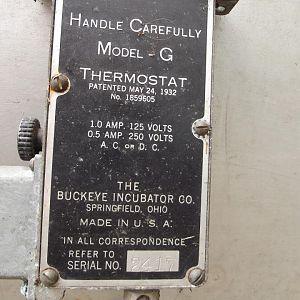 HANDLE CAREFULLY
MODEL - G
THERMOSTAT
PATENTED MAY 24, 1932
No. 1859605
1.0 AMP. 125 VOLTS
0.5 AMP. 250 VOLTS
A. C. OR D. C.
THE
BUCKEYE INCUBATOR CO.
SPRINGFIELD, OHIO
MADE IN U. S. A.
IN ALL CORRESPONDENCE
REFER TO
SERIAL NO.